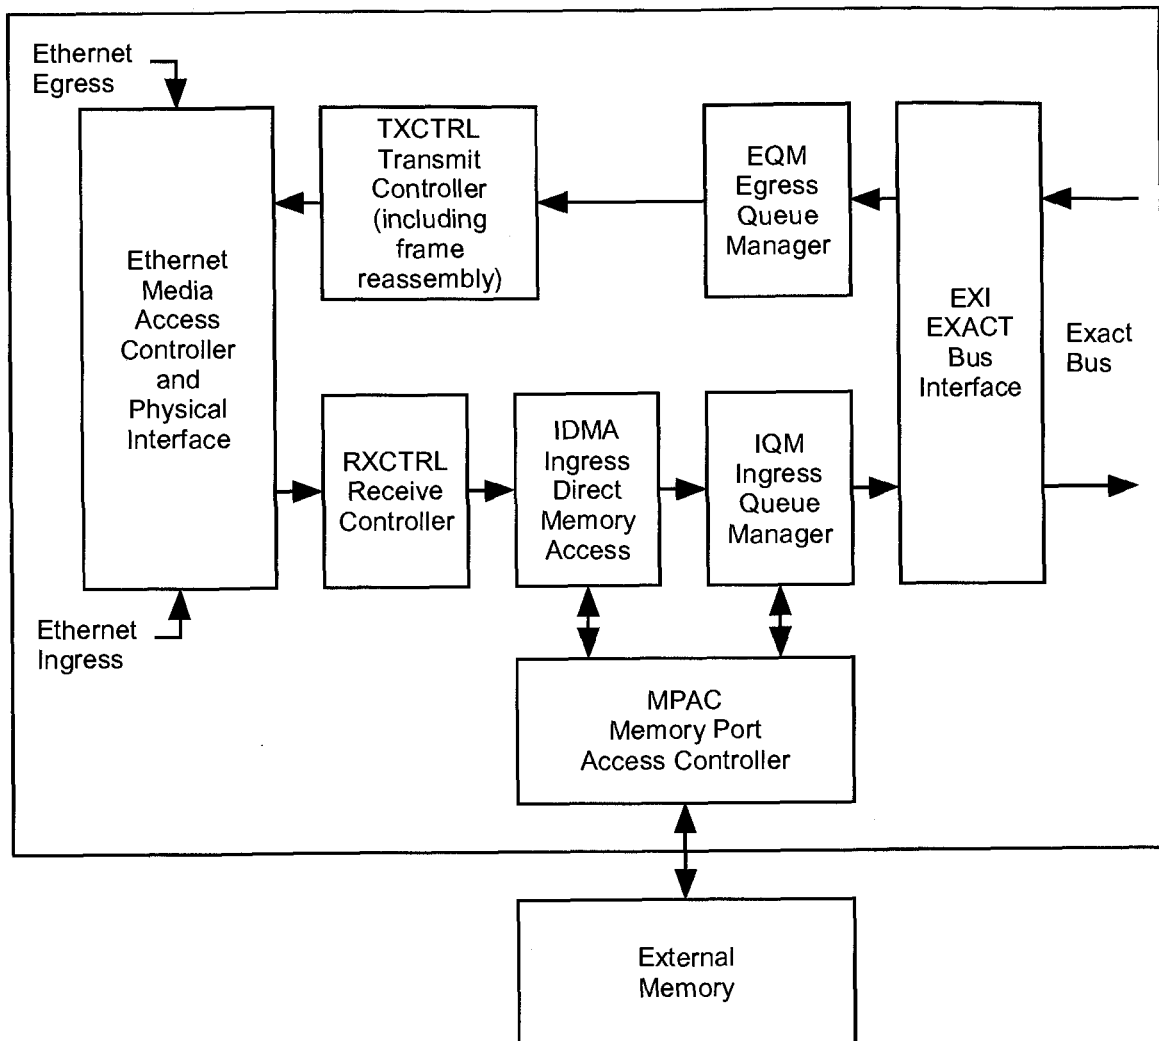 Ethernet
Egress
TXCTRL
Transmit
Controller
(including
frame
reassembly)
EQM
Egress
Queue
Manager
Ethernet
Media
Access
Controller
and
Physical
Interface
EXI
EXACT
Bus
Interface
Exact
Bus
RXCTRL
Receive
Controller
IDMA
Ingress
Direct
Memory
Access
IQM
Ingress
Queue
Manager
Ethernet
Ingress
MPAC
Memory Port
Access Controller
External
Memory